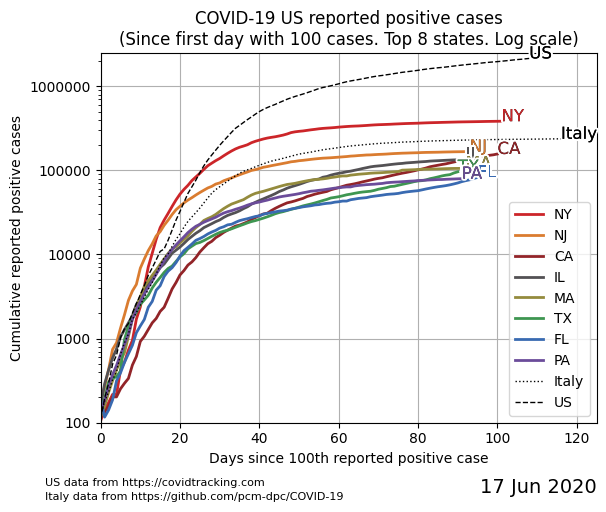 COVID-19 US reported positive cases
(Since first day with 100 cases. Top 8 states. Log scale)
Cumulative reported positive cases
1000000
100000
10000
1000
100
US
NY
Italy
NJ
CA
IL
MA
TX
FL
PA
NY
NJ
CA
IL
MA
TX
FL
PA
Italy
US
0 20 40 60 80 100 120
Days since 100th reported positive case
US data from https://covidtracking.com
Italy data from https://github.com/pcm-dpc/COVID-19
17 Jun 2020